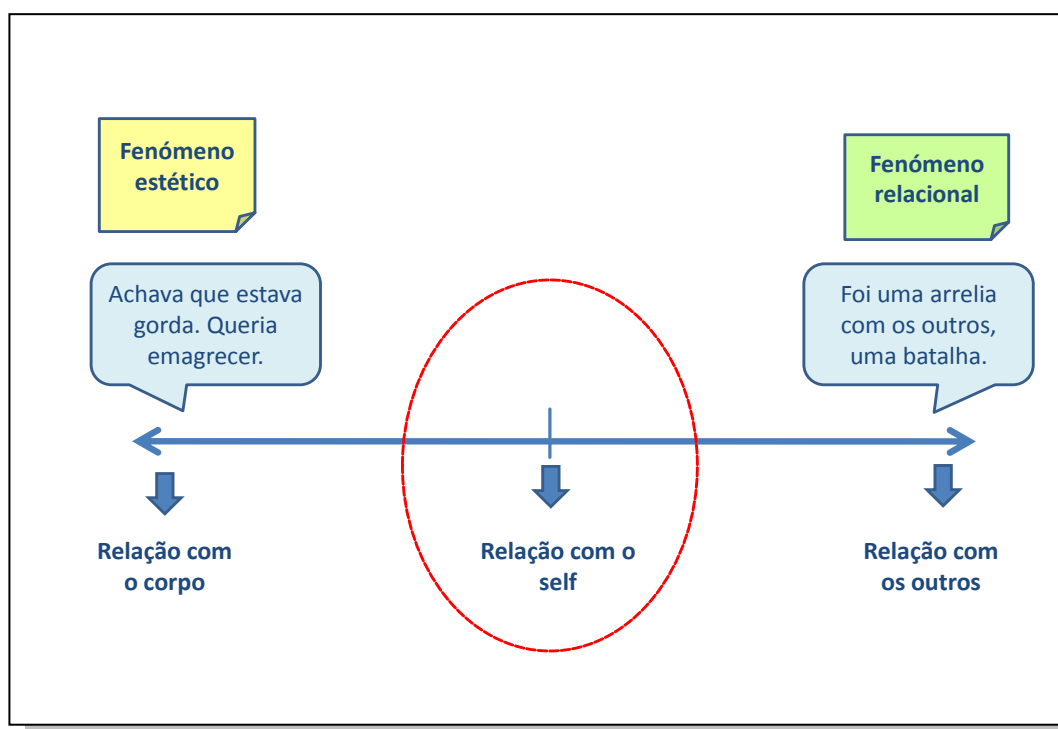 Fenómeno
estético
Fenómeno
relacional
Achava que estava
gorda. Queria
emagrecer.
Foi uma arrelia
com os outros,
uma batalha.
Relação com
o corpo
Relação com o
self
Relação com
os outros